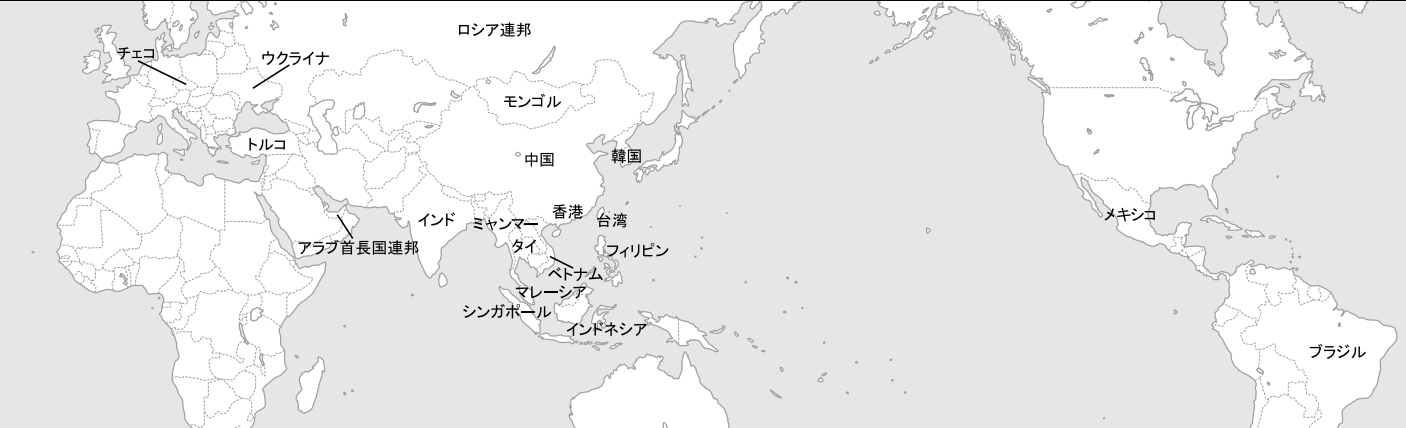 ロシア連邦
チェコ
ウクライナ
モンゴル
トルコ
中国
韓国
香港
台湾
メキシコ
インド
ミャンマー
タイ
アラブ首長国連邦
フィリピン
ベトナム
マレーシア
シンガポール
インドネシア
ブラジル